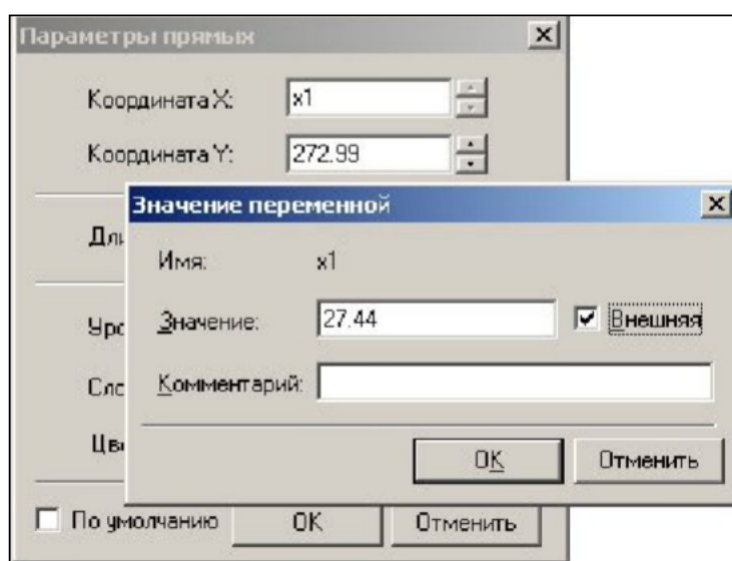 Параметры прямых
Координата X: x1
Координата Y: 272.99
Значение переменной
Имя: x1
Значение: 27.44 Внешняя
Комментарий:
OK Отменить
По умолчанию OK Отменить